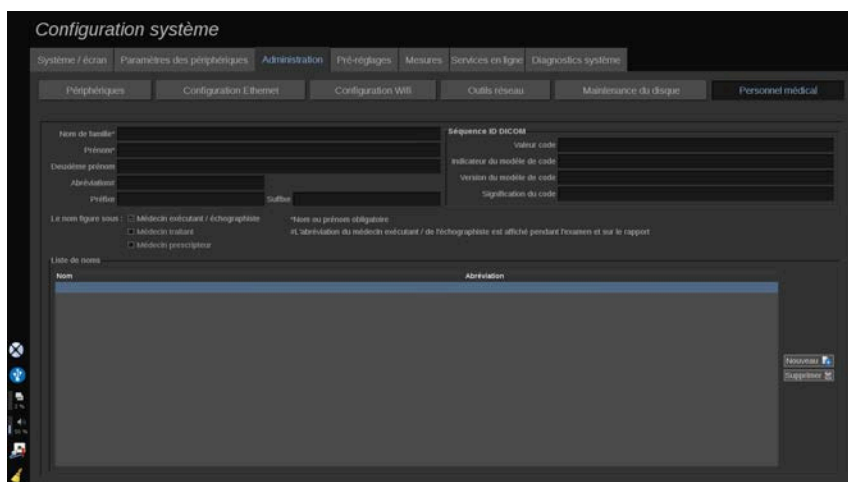 Configuration système
Système / écran Paramètres des périphériques Administration Pré-réglages Mesures Services en ligne Diagnostics système
Périphériques Configuration Ethernet Configuration Wifi Outils réseau Maintenance du disque Personnel médical
Nom de famille*
Prénom*
Deuxième prénom
Abréviation#
Préfixe Suffixe
Séquence ID DICOM
Valeur code
Indicateur du modèle de code
Version du modèle de code
Signification du code
Le nom figure sous : Médecin exécutant / échographiste
Médecin traitant
Médecin prescripteur
*Nom ou prénom obligatoire
#L'abréviation du médecin exécutant / de l'échographiste est affiché pendant l'examen et sur le rapport
Liste de noms
Nom Abréviation
Nouveau
Supprimer